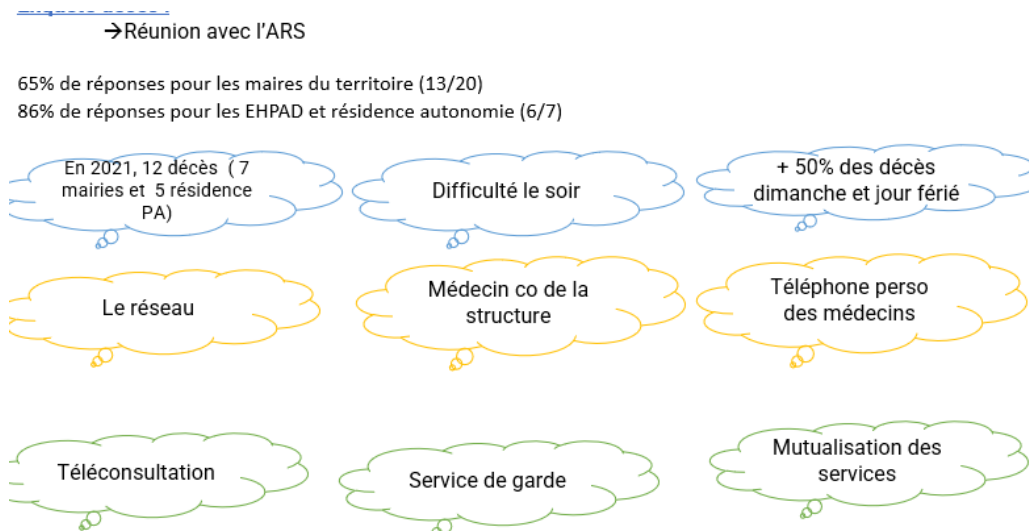 →Réunion avec l'ARS
65% de réponses pour les maires du territoire (13/20)
86% de réponses pour les EHPAD et résidence autonomie (6/7)
En 2021, 12 décès ( 7
mairies et 5 résidence
PA)
Difficulté le soir
+ 50% des décès
dimanche et jour férié
Le réseau
Médecin co de la
structure
Téléphone perso
des médecins
Téléconsultation
Service de garde
Mutualisation des
services